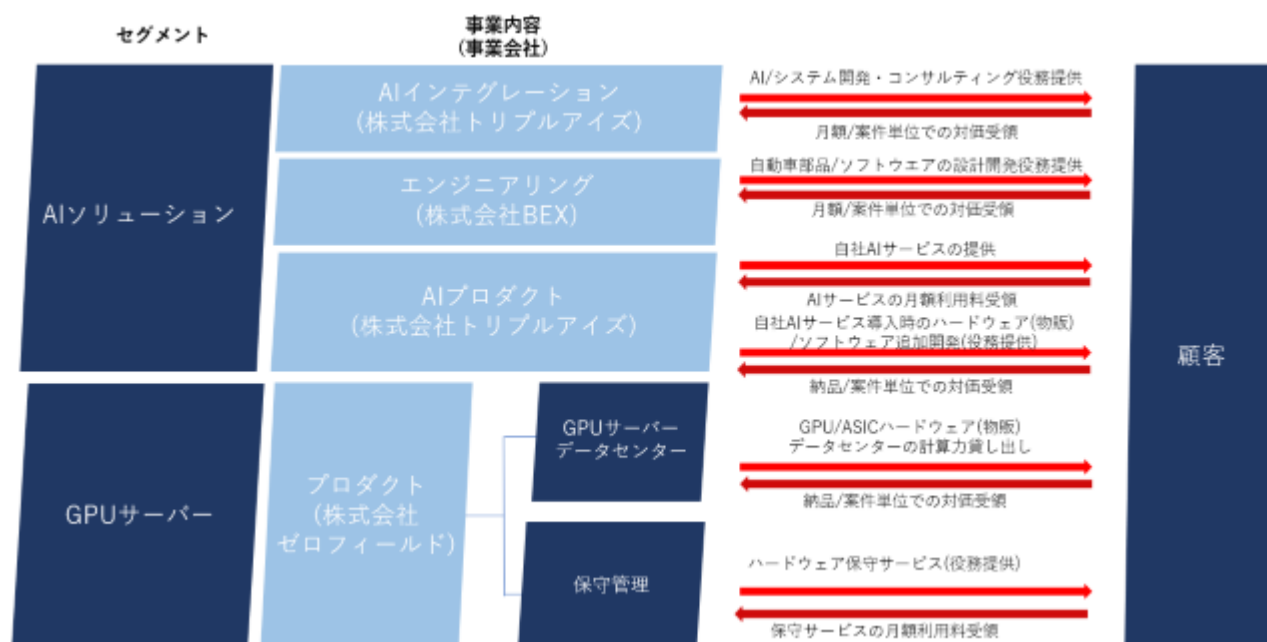 セグメント
事業内容
(事業会社)
AIソリューション
AIインテグレーション
(株式会社トリプルアイズ)
AI/システム開発・コンサルティング役務提供
月額/案件単位での対価受領
エンジニアリング
(株式会社BEX)
自動車部品/ソフトウエアの設計開発役務提供
月額/案件単位での対価受領
AIプロダクト
(株式会社トリプルアイズ)
自社AIサービスの提供
AIサービスの月額利用料受領
自社AIサービス導入時のハードウェア(物販)
/ソフトウェア追加開発(役務提供)
納品/案件単位での対価受領
GPUサーバー
プロダクト
(株式会社
ゼロフィールド)
GPUサーバー
データセンター
GPU/ASICハードウェア(物販)
データセンターの計算力貸し出し
納品/案件単位での対価受領
保守管理
ハードウェア保守サービス(役務提供)
保守サービスの月額利用料受領
顧客